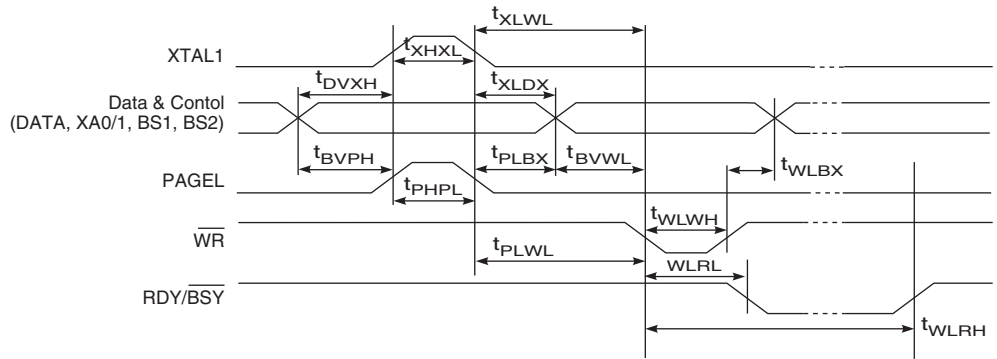 tXLWL
XTAL1
tXHXL
tDVXH
tXLDX
Data & Contol
(DATA, XA0/1, BS1, BS2)
tBVPH
tPLBX
tBVWL
tWLBX
PAGEL
tPHPL
tWLWH
WR
tPLWL
WLRL
RDY/BSY
tWLRH